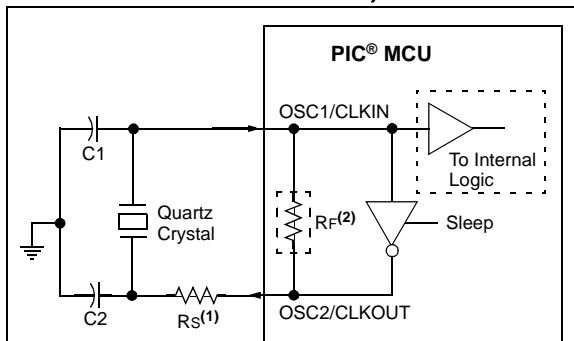 PIC® MCU
OSC1/CLKIN
C1
To Internal
Logic
Quartz
Crystal
RF(2)
Sleep
C2
RS(1)
OSC2/CLKOUT